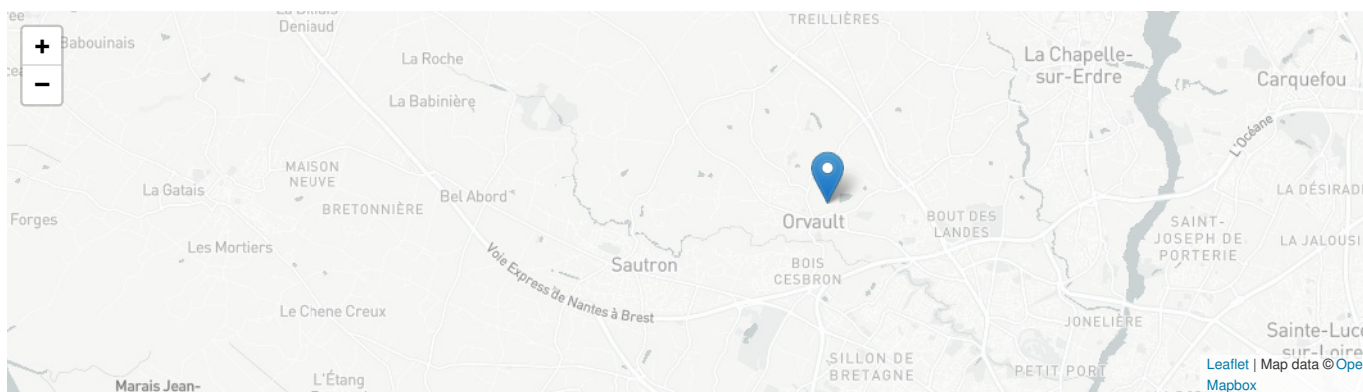 TREILLIÈRES
Deniaud
+
Babouinais
La Roche
La Chapelle-
sur-Erdre
Carquefou
−
La Babinière
L'Océane
MAISON
NEUVE
La Gatais
Bel Abord
LA DÉSIRADE
BRETONNIÈRE
Forges
Orvault
BOUT DES
LANDES
SAINT-
JOSEPH DE
PORTERIE
Les Mortiers
LA JALOUSI
Voie Express de Nantes à Brest
Sautron
BOIS
CESBRON
Le Chene Creux
JONELIÈRE
Sainte-Luce
sur-Loire
SILLON DE
BRETAGNE
PETIT PORT
Leaflet | Map data © Ope
Mapbox
Marais Jean-
L'Étang